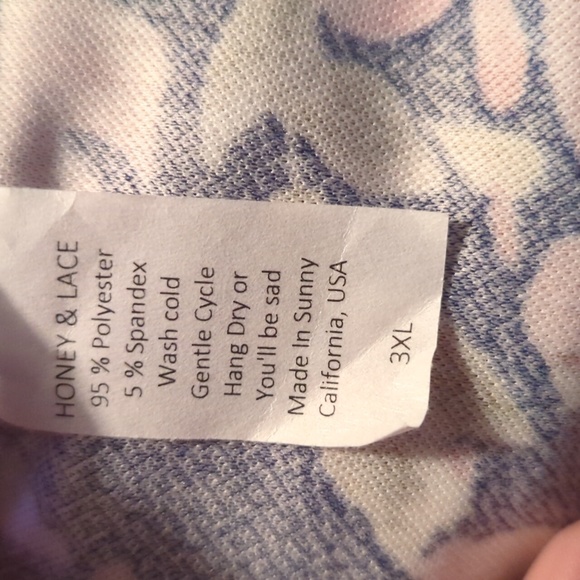 HONEY & LACE
95 % Polyester
5 % Spandex
Wash cold
Gentle Cycle
Hang Dry or
You'll be sad
Made In Sunny
California, USA
3XL